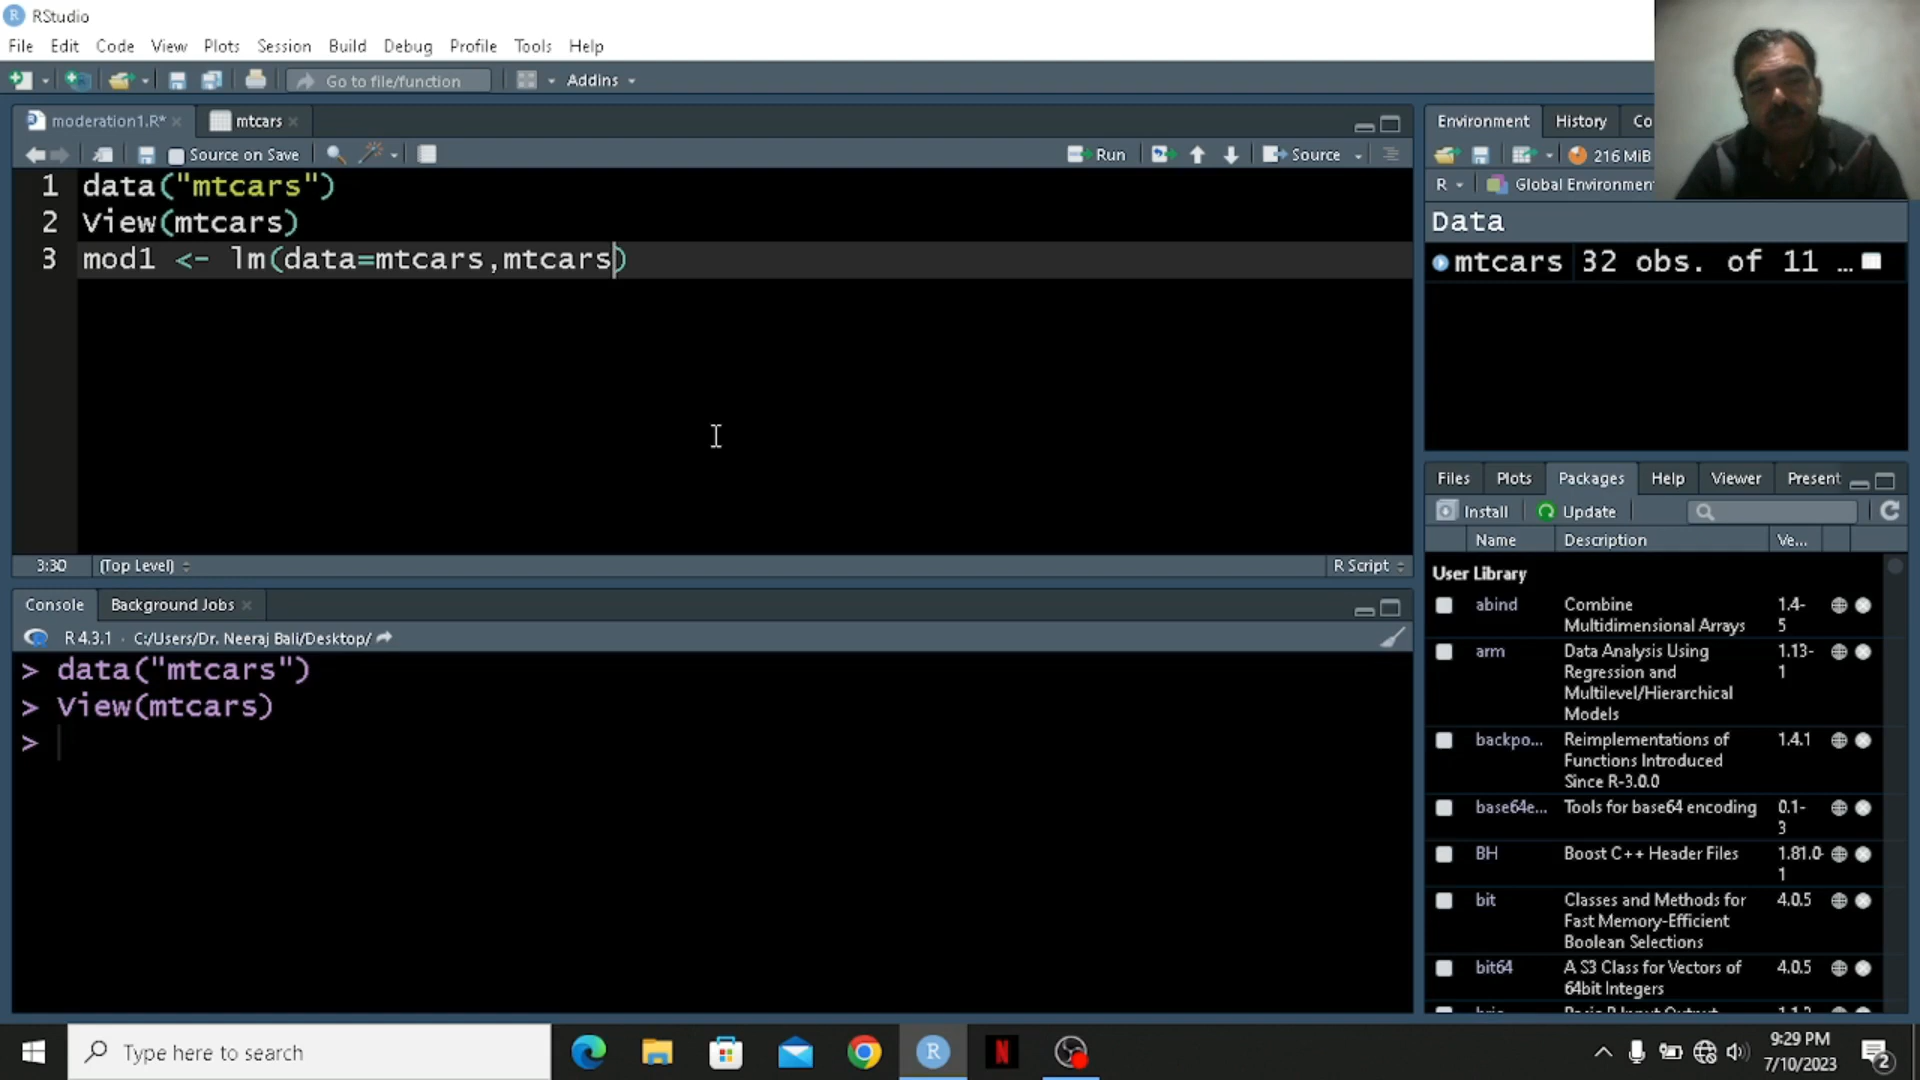 RStudio
File Edit Code View Plots Session Build Debug Profile Tools Help
Go to file/function Addins
moderation1.R* mtcars
Source on Save Run Source
1 data("mtcars")
2 View(mtcars)
3 mod1 <- lm(data=mtcars,mtcars)
3:30 (Top Level) R Script
Console Background Jobs
R 4.3.1 · C:/Users/Dr. Neeraj Bali/Desktop/
> data("mtcars")
> View(mtcars)
>
Environment History Co
216 MiB
R Global Environmen
Data
mtcars 32 obs. of 11 …
Files Plots Packages Help Viewer Present
Install Update
Name Description Ve...
User Library
abind Combine 1.4-
Multidimensional Arrays 5
arm Data Analysis Using 1.13-
Regression and 1
Multilevel/Hierarchical
Models
backpo... Reimplementations of 1.4.1
Functions Introduced
Since R-3.0.0
base64e... Tools for base64 encoding 0.1-
3
BH Boost C++ Header Files 1.81.0-
1
bit Classes and Methods for 4.0.5
Fast Memory-Efficient
Boolean Selections
bit64 A S3 Class for Vectors of 4.0.5
64bit Integers
Type here to search
9:29 PM
7/10/2023
2